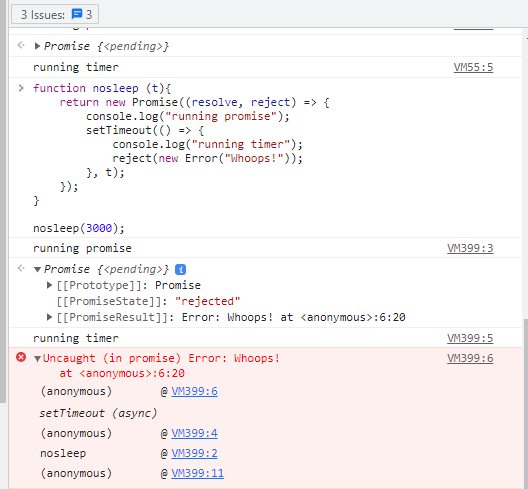 3 Issues: 3
Promise {<pending>}
running timer VM55:5
function nosleep (t){
return new Promise((resolve, reject) => {
console.log("running promise");
setTimeout(() => {
console.log("running timer");
reject(new Error("Whoops!"));
}, t);
});
}
nosleep(3000);
running promise VM399:3
Promise {<pending>} i
[[Prototype]]: Promise
[[PromiseState]]: "rejected"
[[PromiseResult]]: Error: Whoops! at <anonymous>:6:20
running timer VM399:5
Uncaught (in promise) Error: Whoops! VM399:6
at <anonymous>:6:20
(anonymous) @ VM399:6
setTimeout (async)
(anonymous) @ VM399:4
nosleep @ VM399:2
(anonymous) @ VM399:11